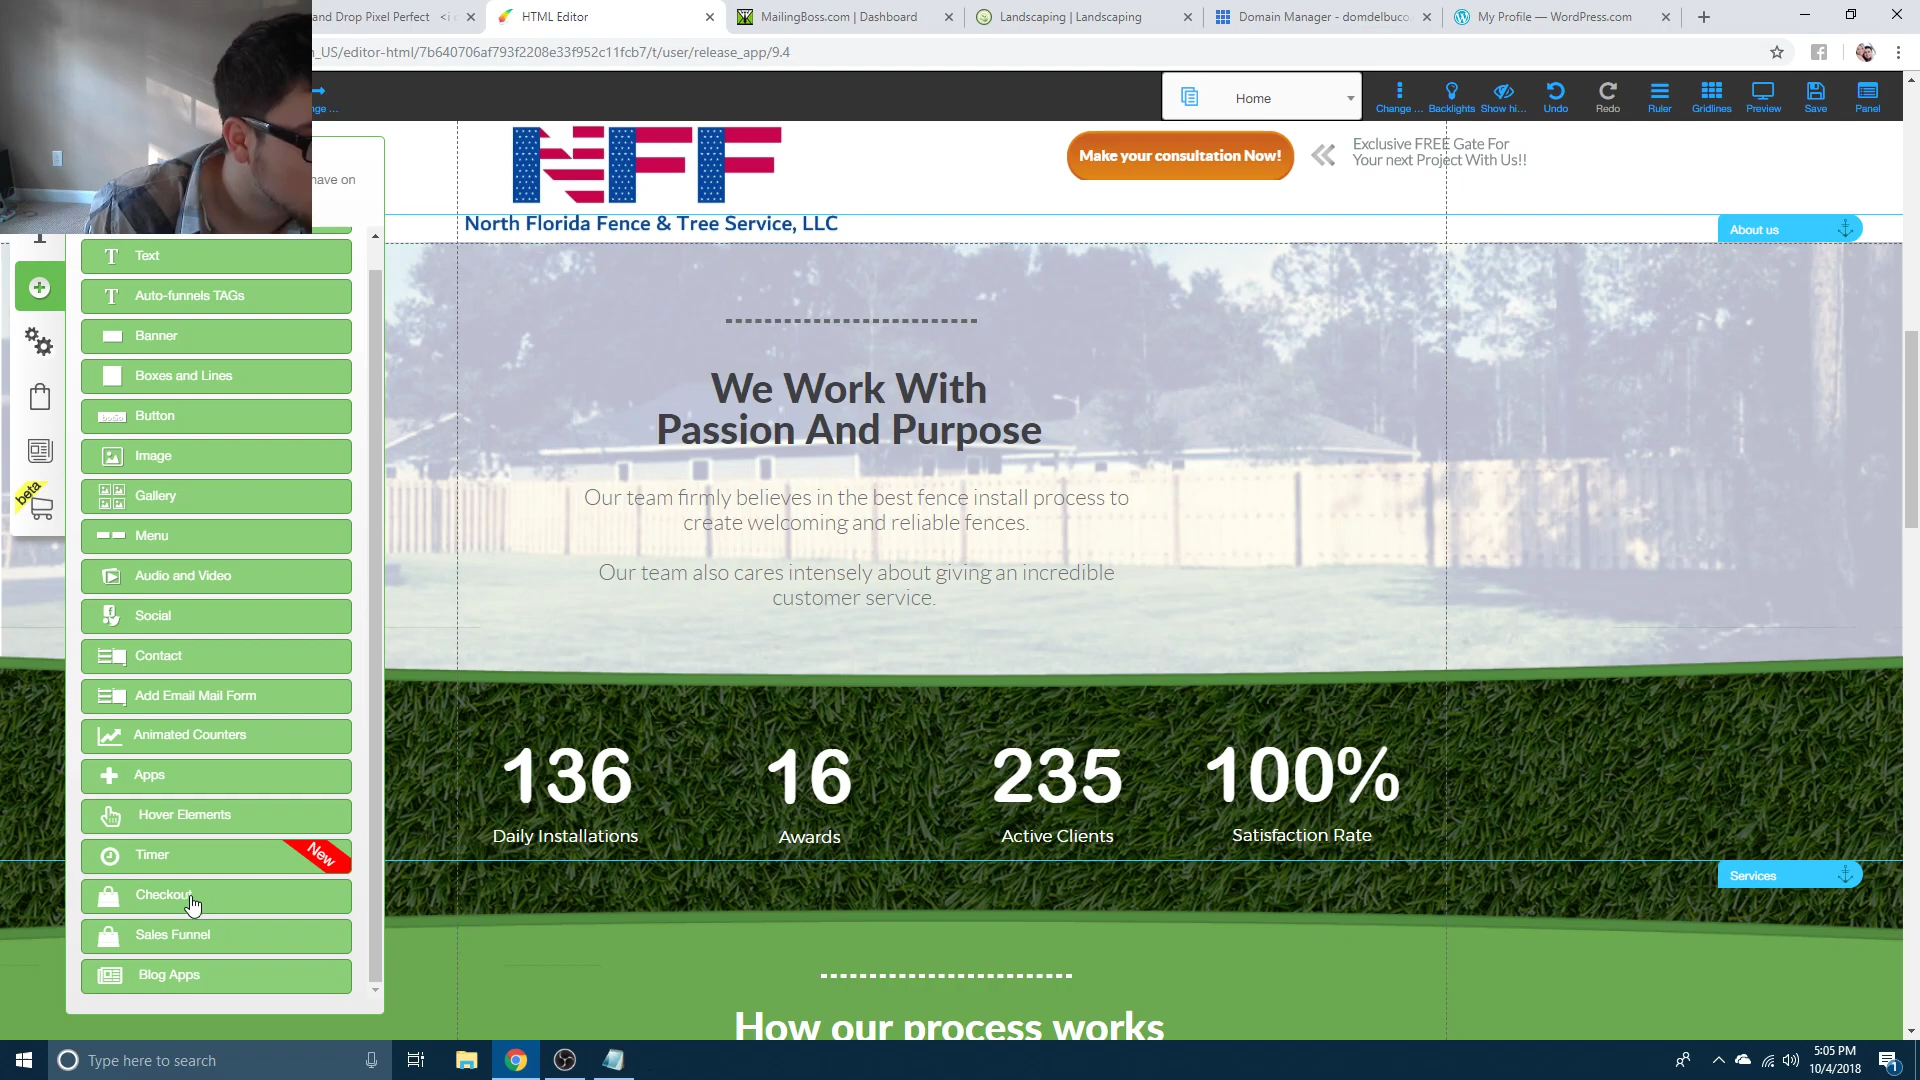 and Drop Pixel Perfect <i c
HTML Editor
MailingBoss.com | Dashboard
Landscaping | Landscaping
Domain Manager - domdelbuco
My Profile — WordPress.com
_US/editor-html/7b640706af793f2208e33f952c11fcb7/t/user/release_app/9.4
nge ...
Home
Change ...
Backlights
Show hi...
Undo
Redo
Ruler
Gridlines
Preview
Save
Panel
have on
NFF
North Florida Fence & Tree Service, LLC
Make your consultation Now!
Exclusive FREE Gate For
Your next Project With Us!!
About us
Text
Auto-funnels TAGs
Banner
Boxes and Lines
Button
Image
Gallery
Menu
Audio and Video
Social
Contact
Add Email Mail Form
Animated Counters
Apps
Hover Elements
Timer
New
Checkout
Sales Funnel
Blog Apps
beta
We Work With
Passion And Purpose
Our team firmly believes in the best fence install process to
create welcoming and reliable fences.
Our team also cares intensely about giving an incredible
customer service.
136
16
235
100%
Daily Installations
Awards
Active Clients
Satisfaction Rate
Services
How our process works
Type here to search
5:05 PM
10/4/2018
1